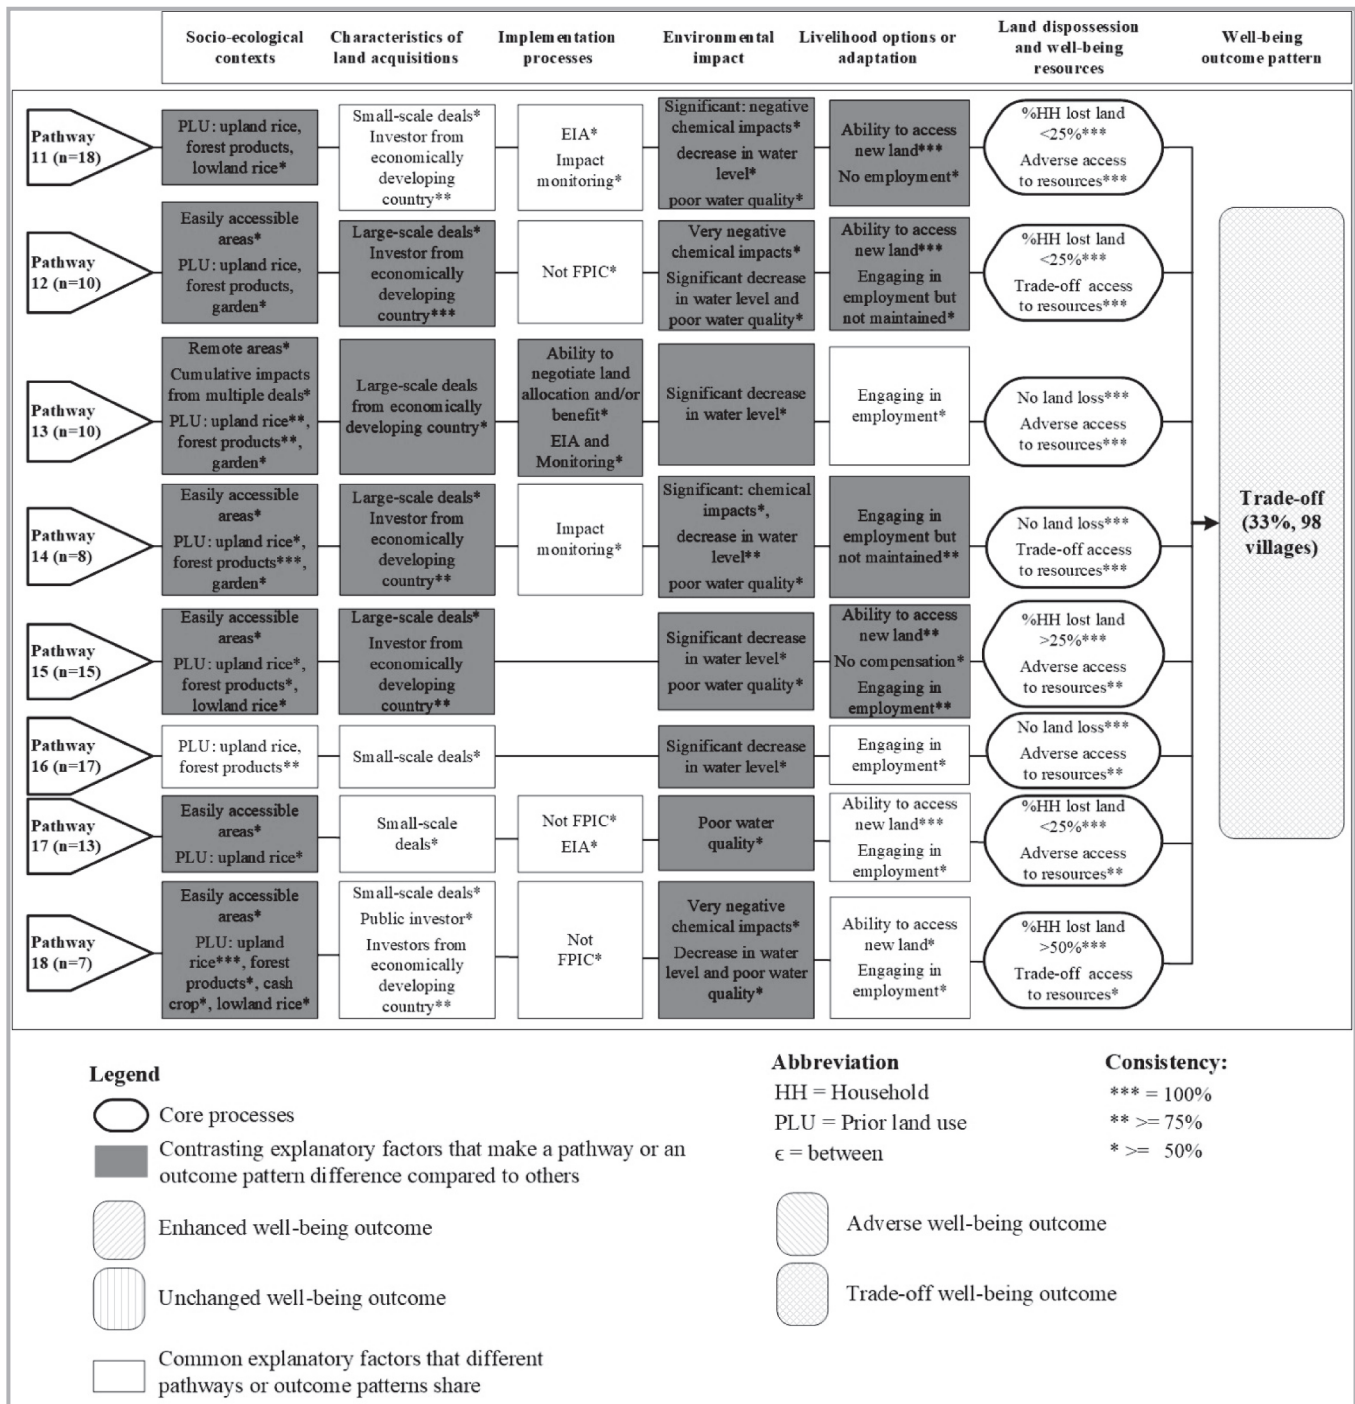 Socio-ecological
contexts
Characteristics of
land acquisitions
Implementation
processes
Environmental
impact
Livelihood options or
adaptation
Land dispossession
and well-being
resources
Well-being
outcome pattern
Pathway
11 (n=18)
PLU: upland rice,
forest products,
lowland rice*
Small-scale deals*
Investor from
economically
developing
country**
EIA*
Impact
monitoring*
Significant: negative
chemical impacts*
decrease in water
level*
poor water quality*
Ability to access
new land***
No employment*
%HH lost land
<25%***
Adverse access
to resources***
Pathway
12 (n=10)
Easily accessible
areas*
PLU: upland rice,
forest products,
garden*
Large-scale deals*
Investor from
economically
developing
country***
Not FPIC*
Very negative
chemical impacts*
Significant decrease
in water level and
poor water quality*
Ability to access
new land***
Engaging in
employment but
not maintained*
%HH lost land
<25%***
Trade-off access
to resources***
Pathway
13 (n=10)
Remote areas*
Cumulative impacts
from multiple deals*
PLU: upland rice**,
forest products**,
garden*
Large-scale deals
from economically
developing country*
Ability to
negotiate land
allocation and/or
benefit*
EIA and
Monitoring*
Significant decrease
in water level*
Engaging in
employment*
No land loss***
Adverse access
to resources***
Pathway
14 (n=8)
Easily accessible
areas*
PLU: upland rice*,
forest products***,
garden*
Large-scale deals*
Investor from
economically
developing
country**
Impact
monitoring*
Significant: chemical
impacts*,
decrease in water
level**
poor water quality*
Engaging in
employment but
not maintained**
No land loss***
Trade-off access
to resources***
Pathway
15 (n=15)
Easily accessible
areas*
PLU: upland rice*,
forest products*,
lowland rice*
Large-scale deals*
Investor from
economically
developing
country**
Significant decrease
in water level*
poor water quality*
Ability to access
new land**
No compensation*
Engaging in
employment**
%HH lost land
>25%***
Adverse access
to resources**
Pathway
16 (n=17)
PLU: upland rice,
forest products**
Small-scale deals*
Significant decrease
in water level*
Engaging in
employment*
No land loss***
Adverse access
to resources**
Pathway
17 (n=13)
Easily accessible
areas*
PLU: upland rice*
Small-scale
deals*
Not FPIC*
EIA*
Poor water
quality*
Ability to access
new land***
Engaging in
employment*
%HH lost land
<25%***
Adverse access
to resources**
Pathway
18 (n=7)
Easily accessible
areas*
PLU: upland
rice***, forest
products*, cash
crop*, lowland rice*
Small-scale deals*
Public investor*
Investors from
economically
developing
country**
Not
FPIC*
Very negative
chemical impacts*
Decrease in water
level and poor water
quality*
Ability to access
new land*
Engaging in
employment*
%HH lost land
>50%***
Trade-off access
to resources*
Trade-off
(33%, 98
villages)
Legend
Core processes
Contrasting explanatory factors that make a pathway or an
outcome pattern difference compared to others
Enhanced well-being outcome
Unchanged well-being outcome
Common explanatory factors that different
pathways or outcome patterns share
Abbreviation
HH = Household
PLU = Prior land use
ϵ = between
Consistency:
*** = 100%
** >= 75%
* >= 50%
Adverse well-being outcome
Trade-off well-being outcome